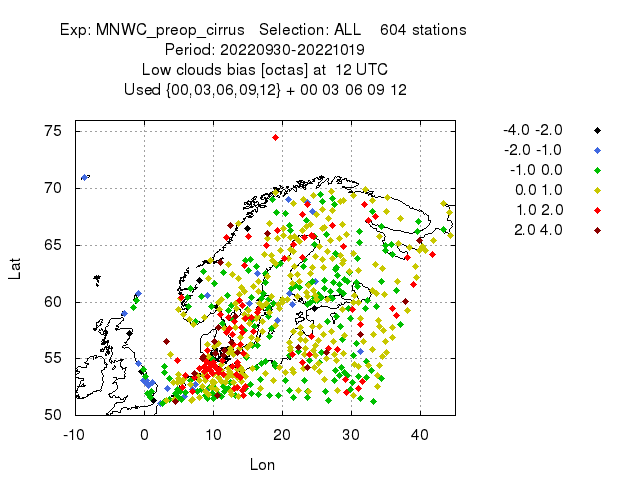 Exp: MNWC_preop_cirrus   Selection: ALL    604 stations
Period: 20220930-20221019
Low clouds bias [octas] at  12 UTC
Used {00,03,06,09,12} + 00 03 06 09 12
75
70
65
60
55
50
-10 0 10 20 30 40
Lat
Lon
-4.0 -2.0
-2.0 -1.0
-1.0 0.0
0.0 1.0
1.0 2.0
2.0 4.0